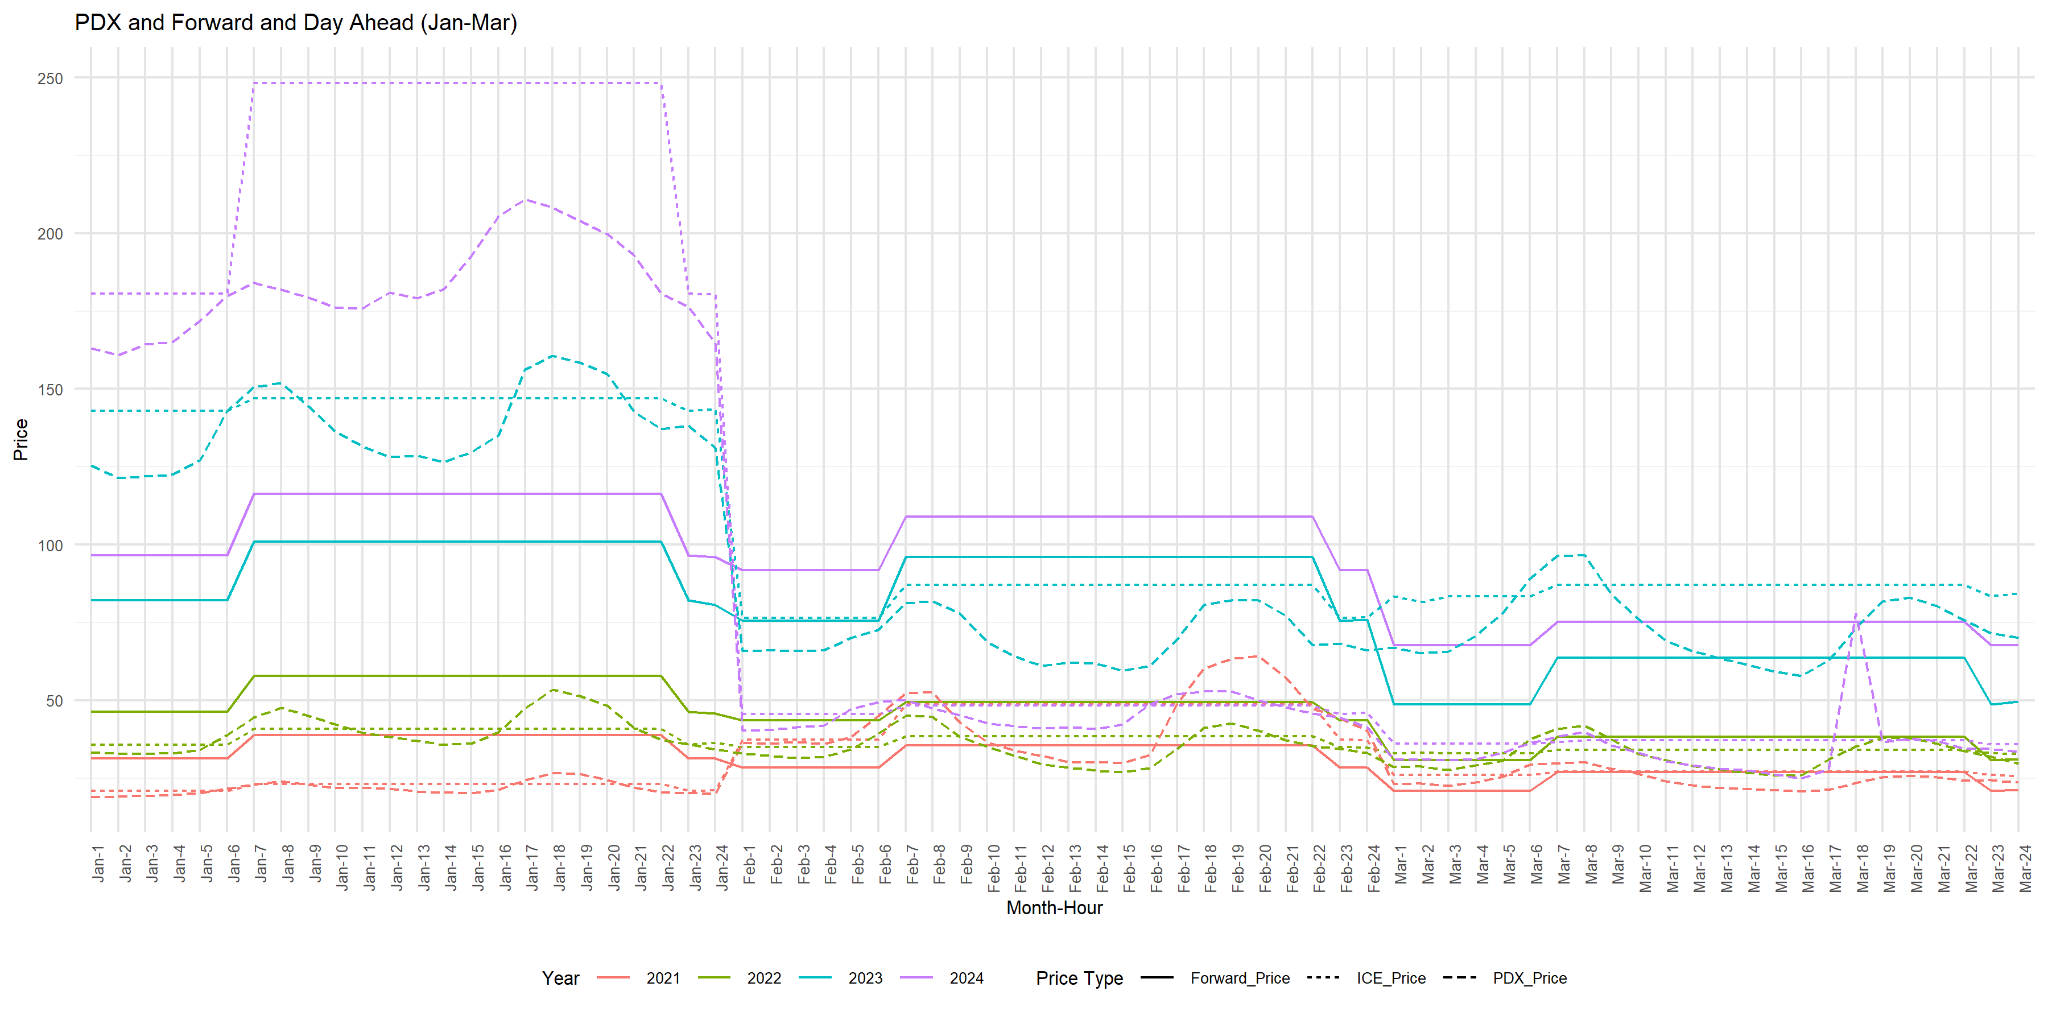 PDX and Forward and Day Ahead (Jan-Mar)
250
200
150
100
50
Price
Jan-1
Jan-2
Jan-3
Jan-4
Jan-5
Jan-6
Jan-7
Jan-8
Jan-9
Jan-10
Jan-11
Jan-12
Jan-13
Jan-14
Jan-15
Jan-16
Jan-17
Jan-18
Jan-19
Jan-20
Jan-21
Jan-22
Jan-23
Jan-24
Feb-1
Feb-2
Feb-3
Feb-4
Feb-5
Feb-6
Feb-7
Feb-8
Feb-9
Feb-10
Feb-11
Feb-12
Feb-13
Feb-14
Feb-15
Feb-16
Feb-17
Feb-18
Feb-19
Feb-20
Feb-21
Feb-22
Feb-23
Feb-24
Mar-1
Mar-2
Mar-3
Mar-4
Mar-5
Mar-6
Mar-7
Mar-8
Mar-9
Mar-10
Mar-11
Mar-12
Mar-13
Mar-14
Mar-15
Mar-16
Mar-17
Mar-18
Mar-19
Mar-20
Mar-21
Mar-22
Mar-23
Mar-24
Month-Hour
Year 2021 2022 2023 2024 Price Type Forward_Price ICE_Price PDX_Price